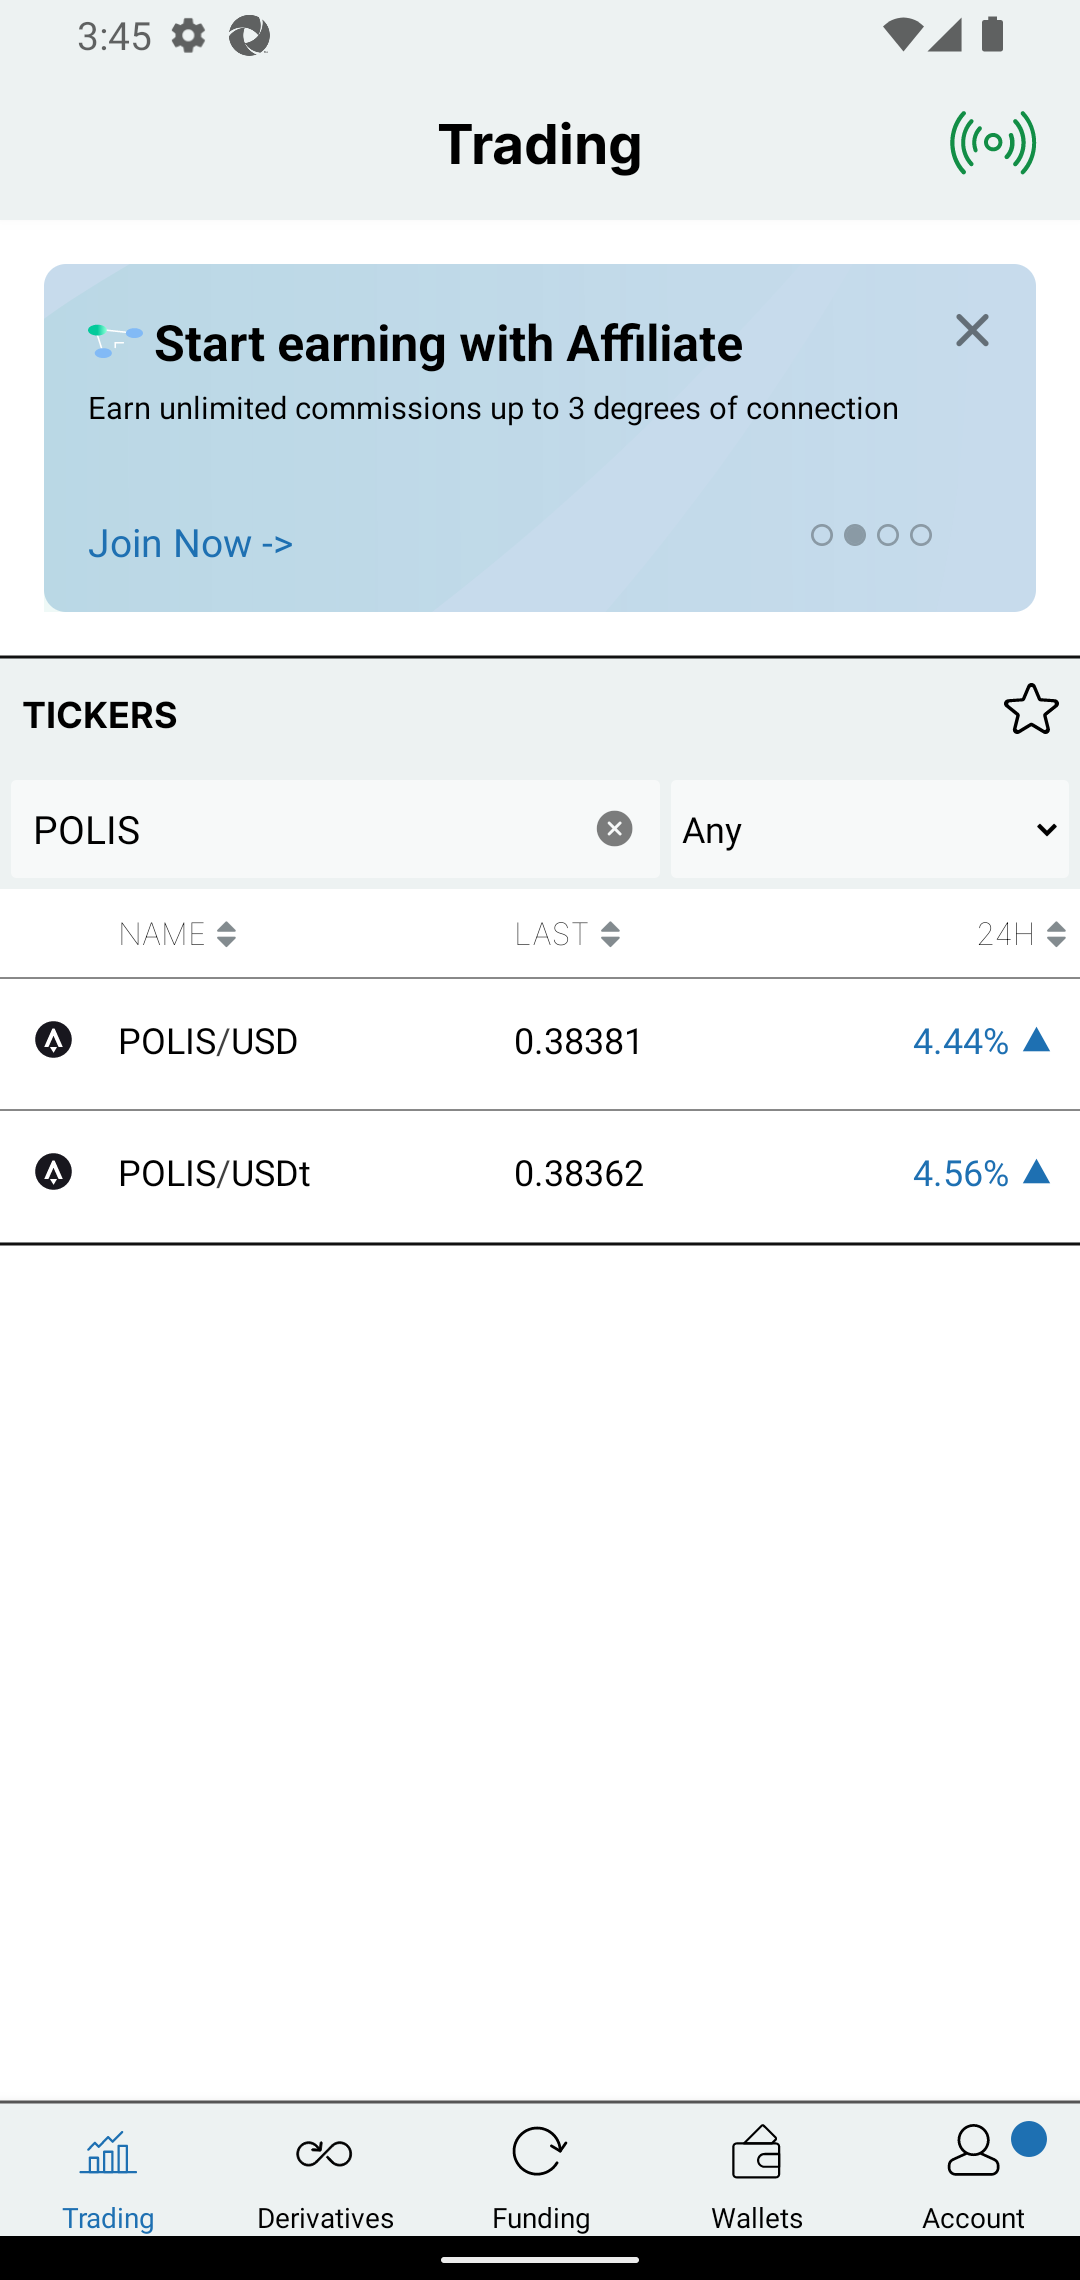 3:45
Trading
Start earning with Affiliate
Earn unlimited commissions up to 3 degrees of connection
Join Now ->
TICKERS
POLIS
Any
NAME LAST 24H
POLIS/USD 0.38381 4.44%
POLIS/USDt 0.38362 4.56%
Trading Derivatives Funding Wallets Account